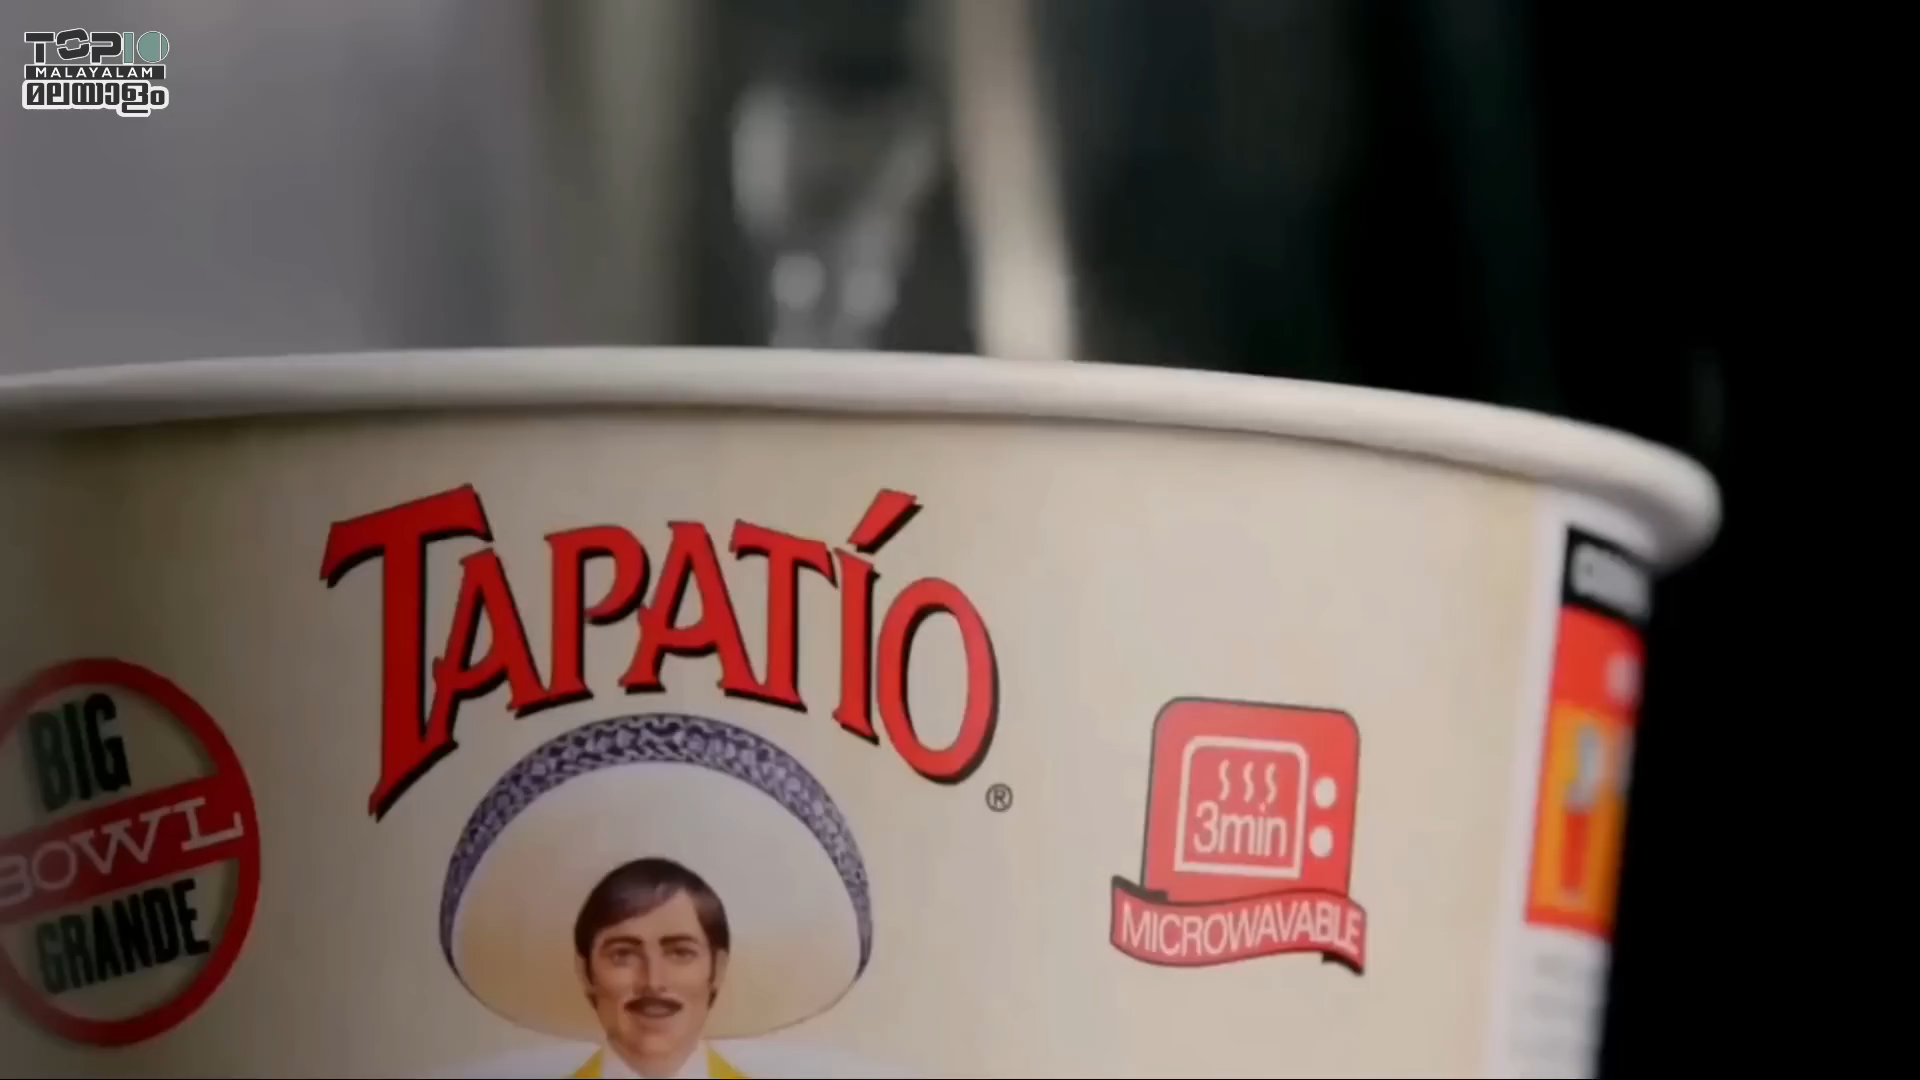 TOP10
MALAYALAM
മലയാളം
TAPATÍO
®
BIG
BOWL
GRANDE
3min
MICROWAVABLE